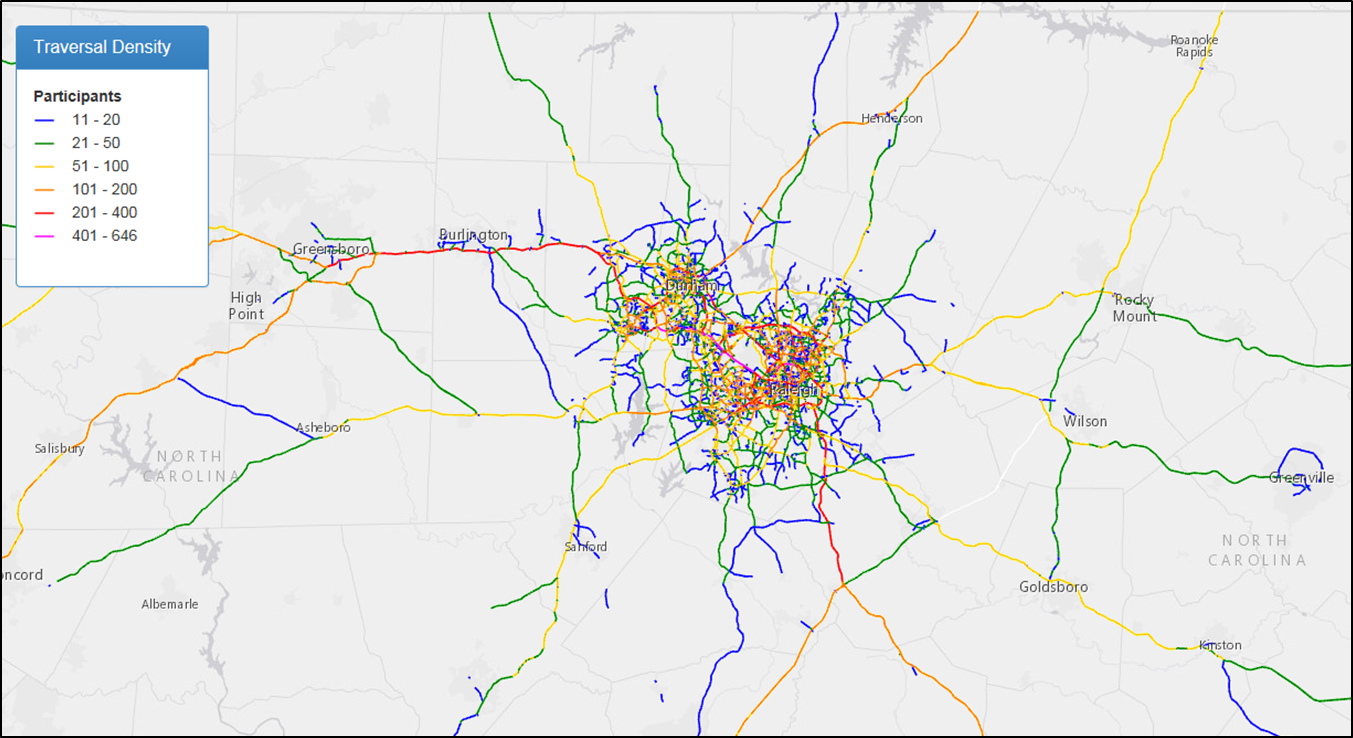 Traversal Density
Participants
11 - 20
21 - 50
51 - 100
101 - 200
201 - 400
401 - 646
Roanoke
Rapids
Henderson
Greensboro
Burlington
High
Point
Durham
Rocky
Mount
Raleigh
Asheboro
Wilson
Salisbury
NORTH
CAROLINA
Greenville
Sanford
NORTH
CAROLINA
oncord
Goldsboro
Albemarle
Kinston